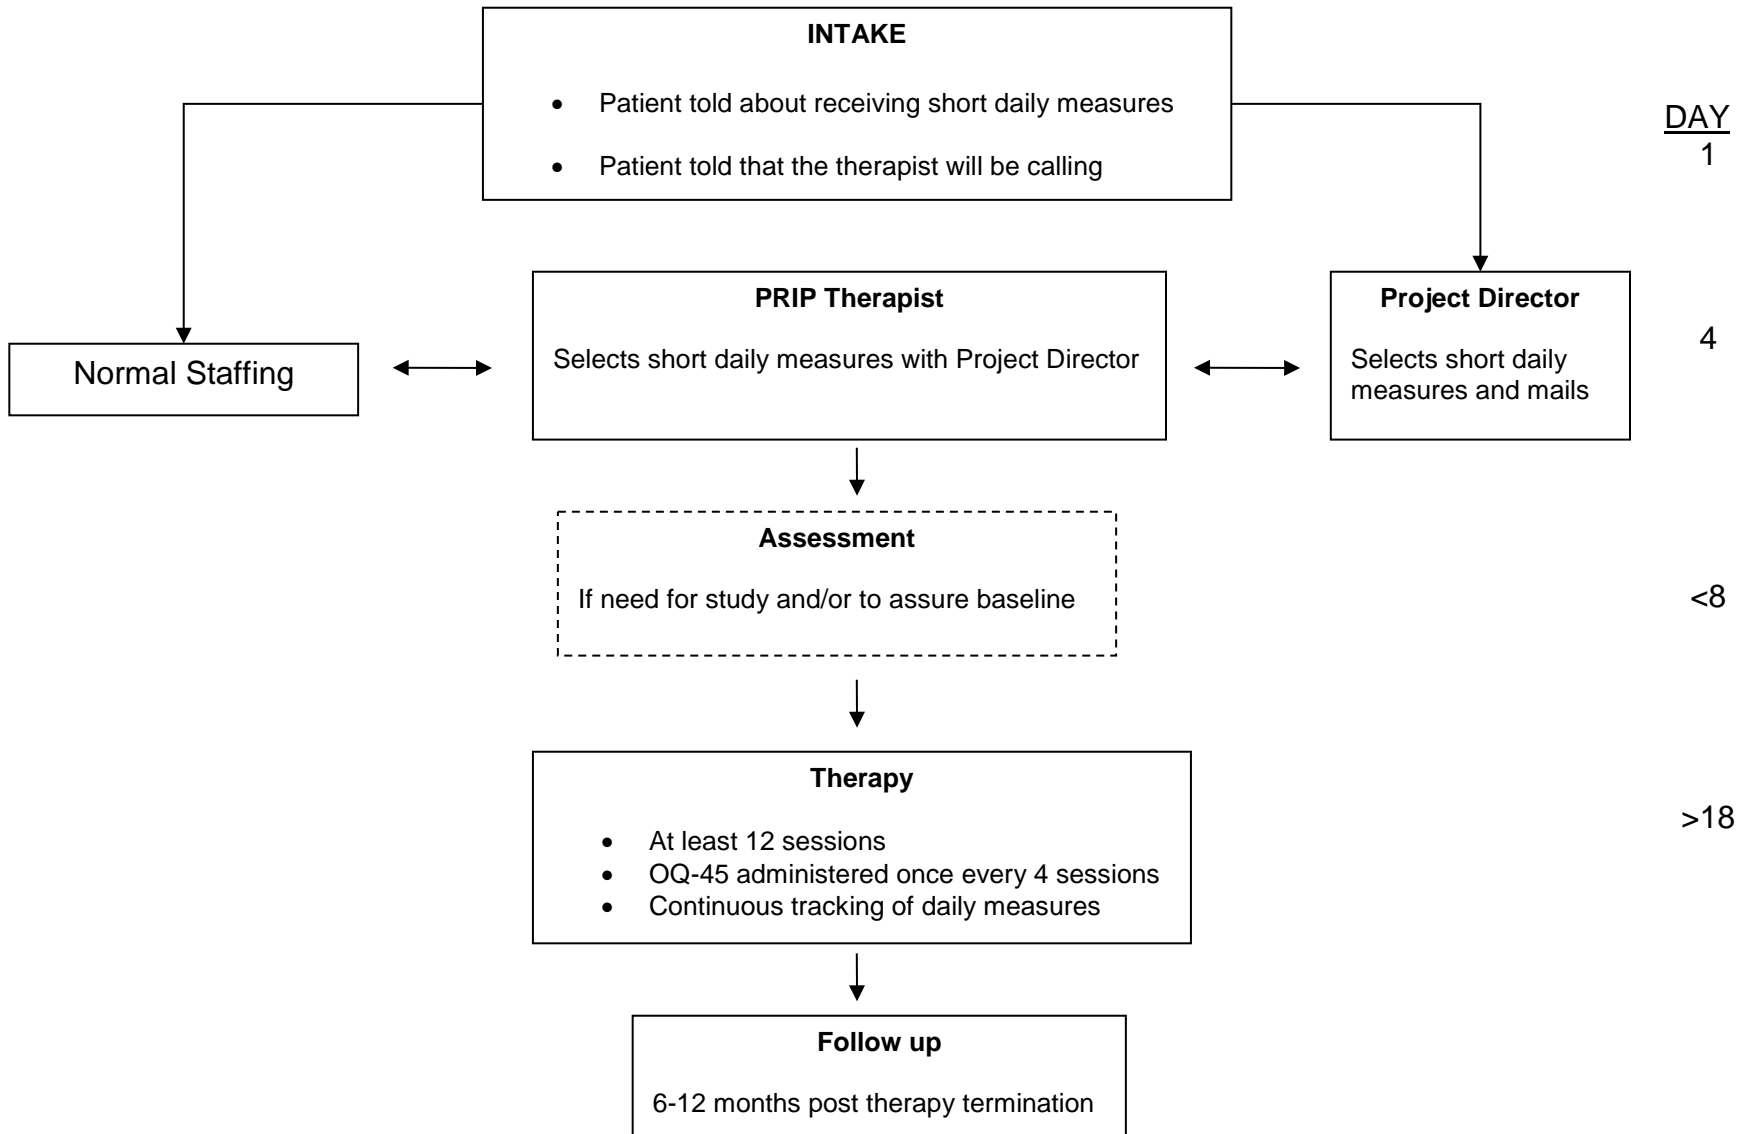 INTAKE
• Patient told about receiving short daily measures
• Patient told that the therapist will be calling
DAY
1
PRIP Therapist
Selects short daily measures with Project Director
Project Director
Selects short daily
measures and mails
Normal Staffing
4
Assessment
If need for study and/or to assure baseline
<8
Therapy
• At least 12 sessions
• OQ-45 administered once every 4 sessions
• Continuous tracking of daily measures
>18
Follow up
6-12 months post therapy termination